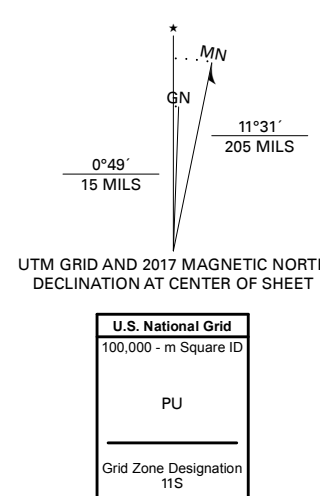 ★
MN
GN
11°31´
205 MILS
0°49´
15 MILS
UTM GRID AND 2017 MAGNETIC NORT
DECLINATION AT CENTER OF SHEET
U.S. National Grid
100,000 - m Square ID
PU
Grid Zone Designation
11S